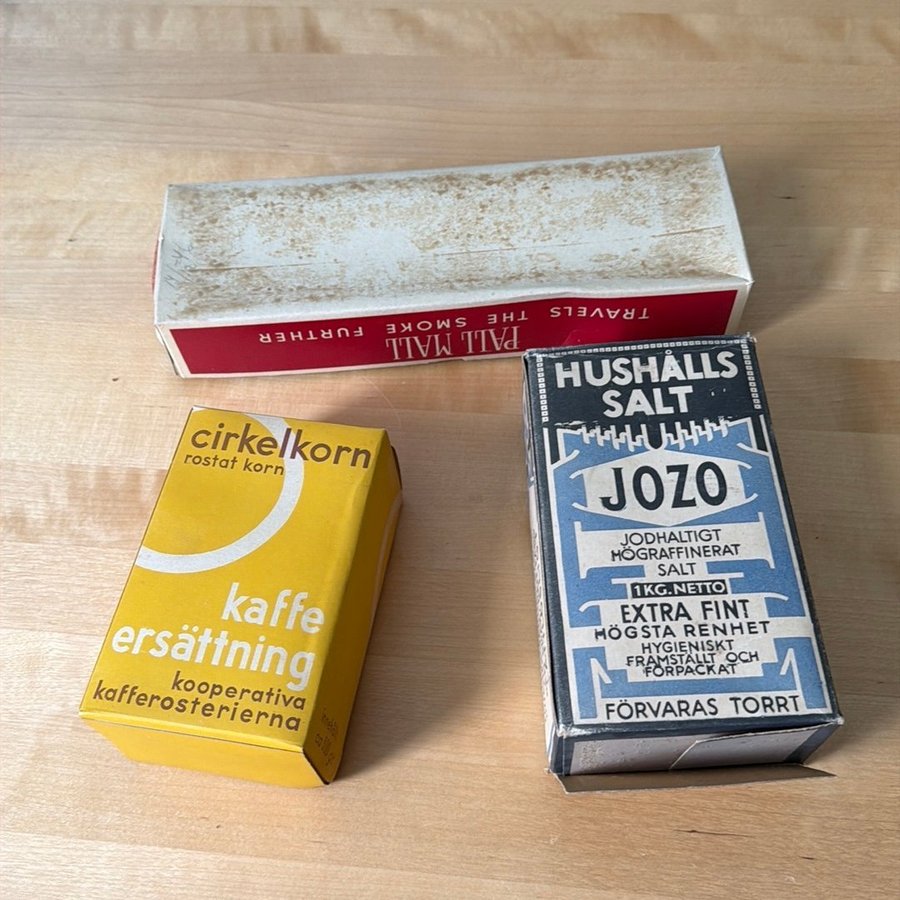 PALL MALL
TRAVELS THE SMOKE FURTHER
HUSHÅLLS
SALT
JOZO
JODHALTIGT
HÖGRAFFINERAT
SALT
1 KG. NETTO
EXTRA FINT
HÖGSTA RENHET
HYGIENISKT
FRAMSTÄLLT OCH
FÖRPACKAT
FÖRVARAS TORRT
cirkelkorn
rostat korn
kaffe
ersättning
kooperativa
kafferosterierna